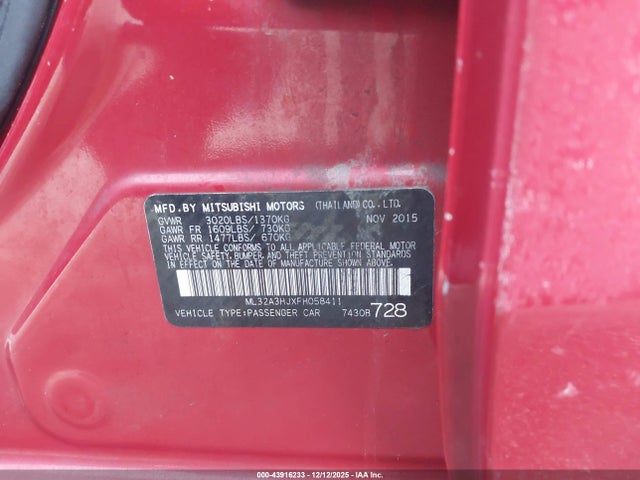 MFD.BY MITSUBISHI MOTORS (THAILAND) CO.,LTD.
GVWR 3020LBS/1370KG NOV 2015
GAWR FR 1609LBS/ 730KG
GAWR RR 1477LBS/ 670KG
THIS VEHICLE CONFORMS TO ALL APPLICABLE FEDERAL MOTOR
VEHICLE SAFETY, BUMPER, AND THEFT PREVENTION STANDARDS
IN EFFECT ON THE DATE OF MANUFACTURE SHOWN ABOVE.
ML32A3HJXFH058411
VEHICLE TYPE:PASSENGER CAR 7430B 728
000-43916233 - 12/12/2025 - IAAI.COM